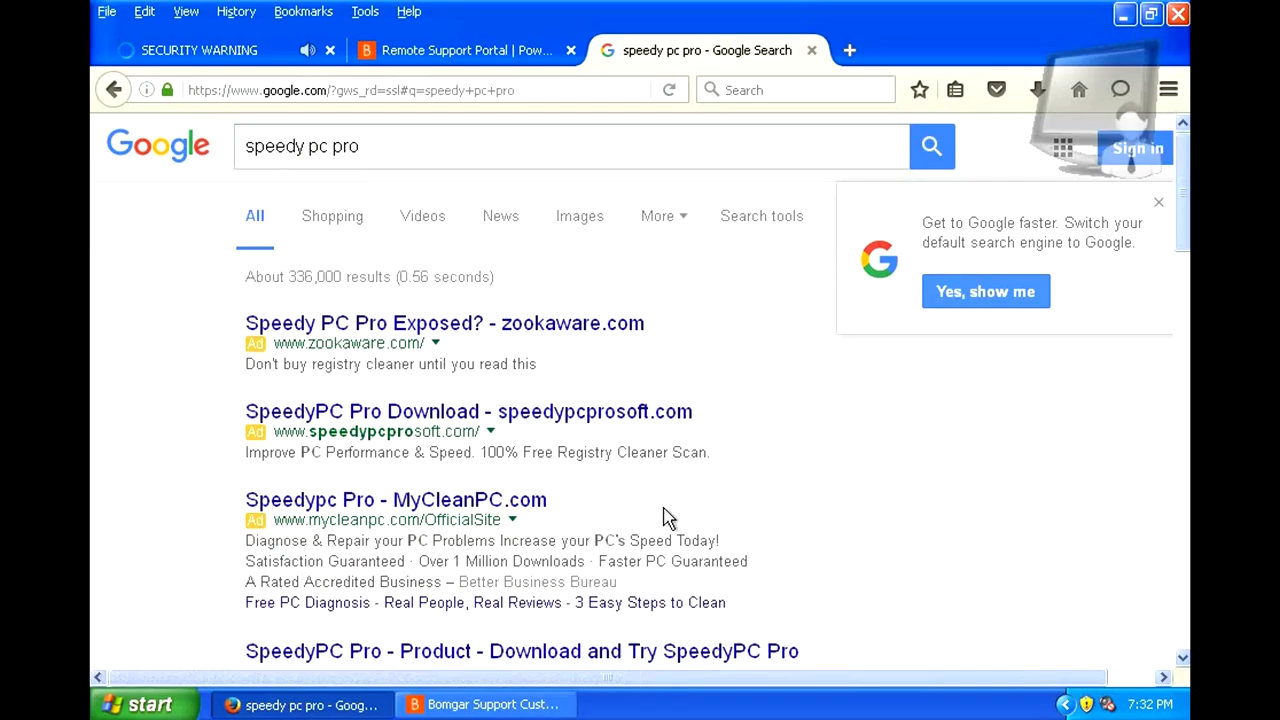 File Edit View History Bookmarks Tools Help
SECURITY WARNING
Remote Support Portal | Pow...
speedy pc pro - Google Search
https://www.google.com/?gws_rd=ssl#q=speedy+pc+pro
Search
Google
speedy pc pro
Sign in
All Shopping Videos News Images More Search tools
Get to Google faster. Switch your
default search engine to Google.
Yes, show me
About 336,000 results (0.56 seconds)
Speedy PC Pro Exposed? - zookaware.com
Ad www.zookaware.com/
Don't buy registry cleaner until you read this
SpeedyPC Pro Download - speedypcprosoft.com
Ad www.speedypcprosoft.com/
Improve PC Performance & Speed. 100% Free Registry Cleaner Scan.
Speedypc Pro - MyCleanPC.com
Ad www.mycleanpc.com/OfficialSite
Diagnose & Repair your PC Problems Increase your PC's Speed Today!
Satisfaction Guaranteed · Over 1 Million Downloads · Faster PC Guaranteed
A Rated Accredited Business – Better Business Bureau
Free PC Diagnosis - Real People, Real Reviews - 3 Easy Steps to Clean
SpeedyPC Pro - Product - Download and Try SpeedyPC Pro
start
speedy pc pro - Goog...
Bomgar Support Cust...
7:32 PM